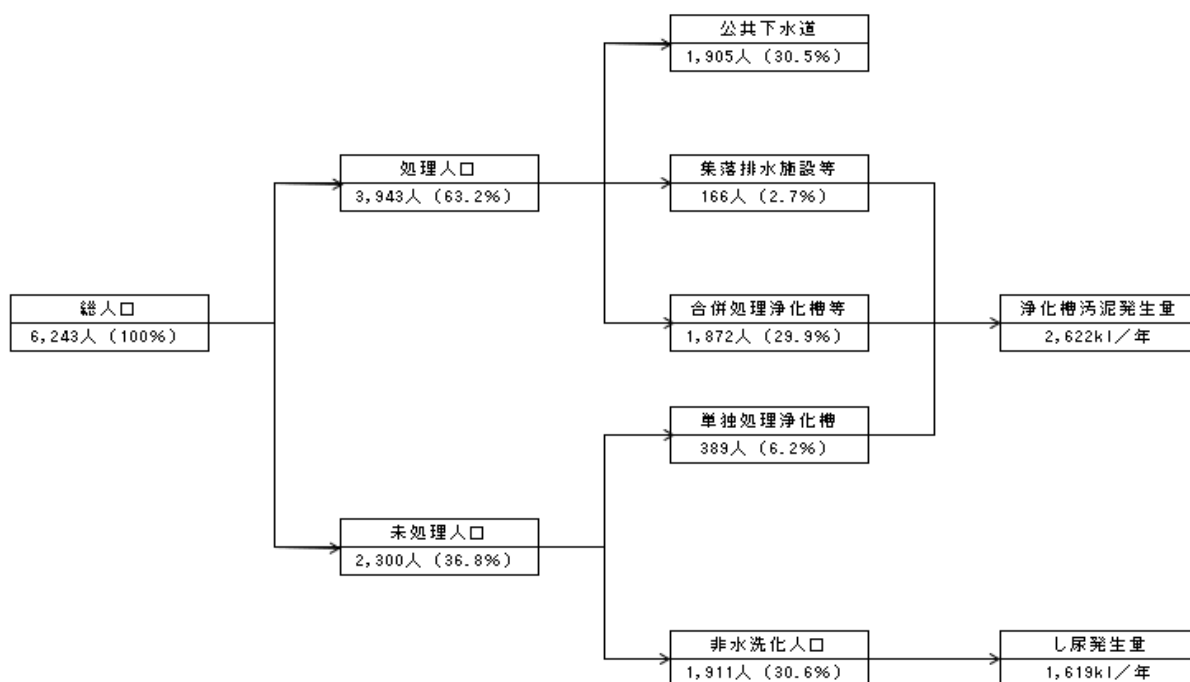 公共下水道
1,905人（30.5%）
処理人口
3,943人（63.2%）
集落排水施設等
166人（2.7%）
総人口
6,243人（100%）
合併処理浄化槽等
1,872人（29.9%）
浄化槽汚泥発生量
2,622kl／年
単独処理浄化槽
389人（6.2%）
未処理人口
2,300人（36.8%）
非水洗化人口
1,911人（30.6%）
し尿発生量
1,619kl／年